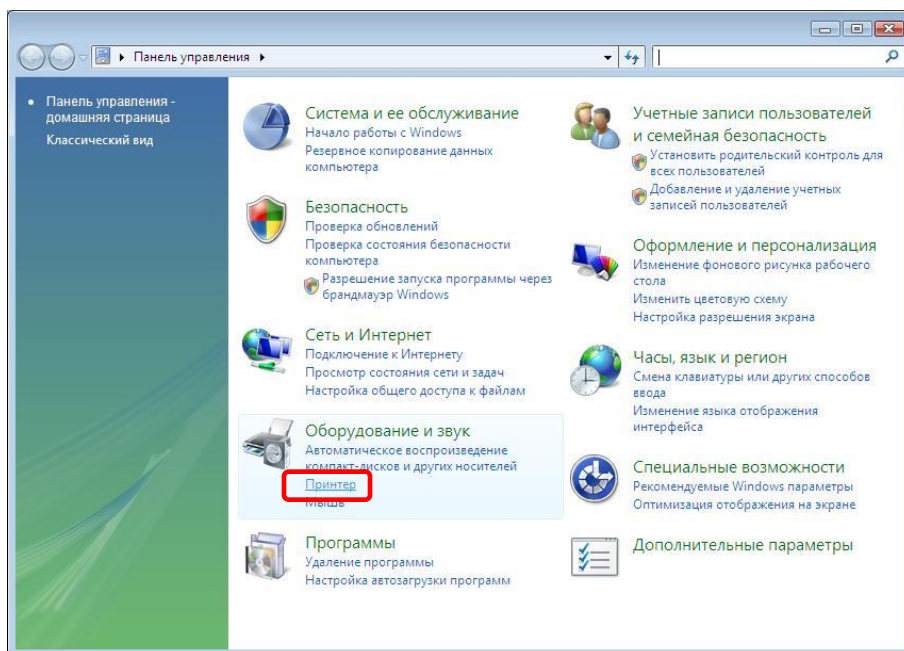 Панель управления
Панель управления -
домашняя страница
Классический вид
Система и ее обслуживание
Начало работы с Windows
Резервное копирование данных
компьютера
Безопасность
Проверка обновлений
Проверка состояния безопасности
компьютера
Разрешение запуска программы через
брандмауэр Windows
Сеть и Интернет
Подключение к Интернету
Просмотр состояния сети и задач
Настройка общего доступа к файлам
Оборудование и звук
Автоматическое воспроизведение
компакт-дисков и других носителей
Принтер
Мышь
Программы
Удаление программы
Настройка автозагрузки программ
Учетные записи пользователей
и семейная безопасность
Установить родительский контроль для
всех пользователей
Добавление и удаление учетных
записей пользователей
Оформление и персонализация
Изменение фонового рисунка рабочего
стола
Изменить цветовую схему
Настройка разрешения экрана
Часы, язык и регион
Смена клавиатуры или других способов
ввода
Изменение языка отображения
интерфейса
Специальные возможности
Рекомендуемые Windows параметры
Оптимизация отображения на экране
Дополнительные параметры